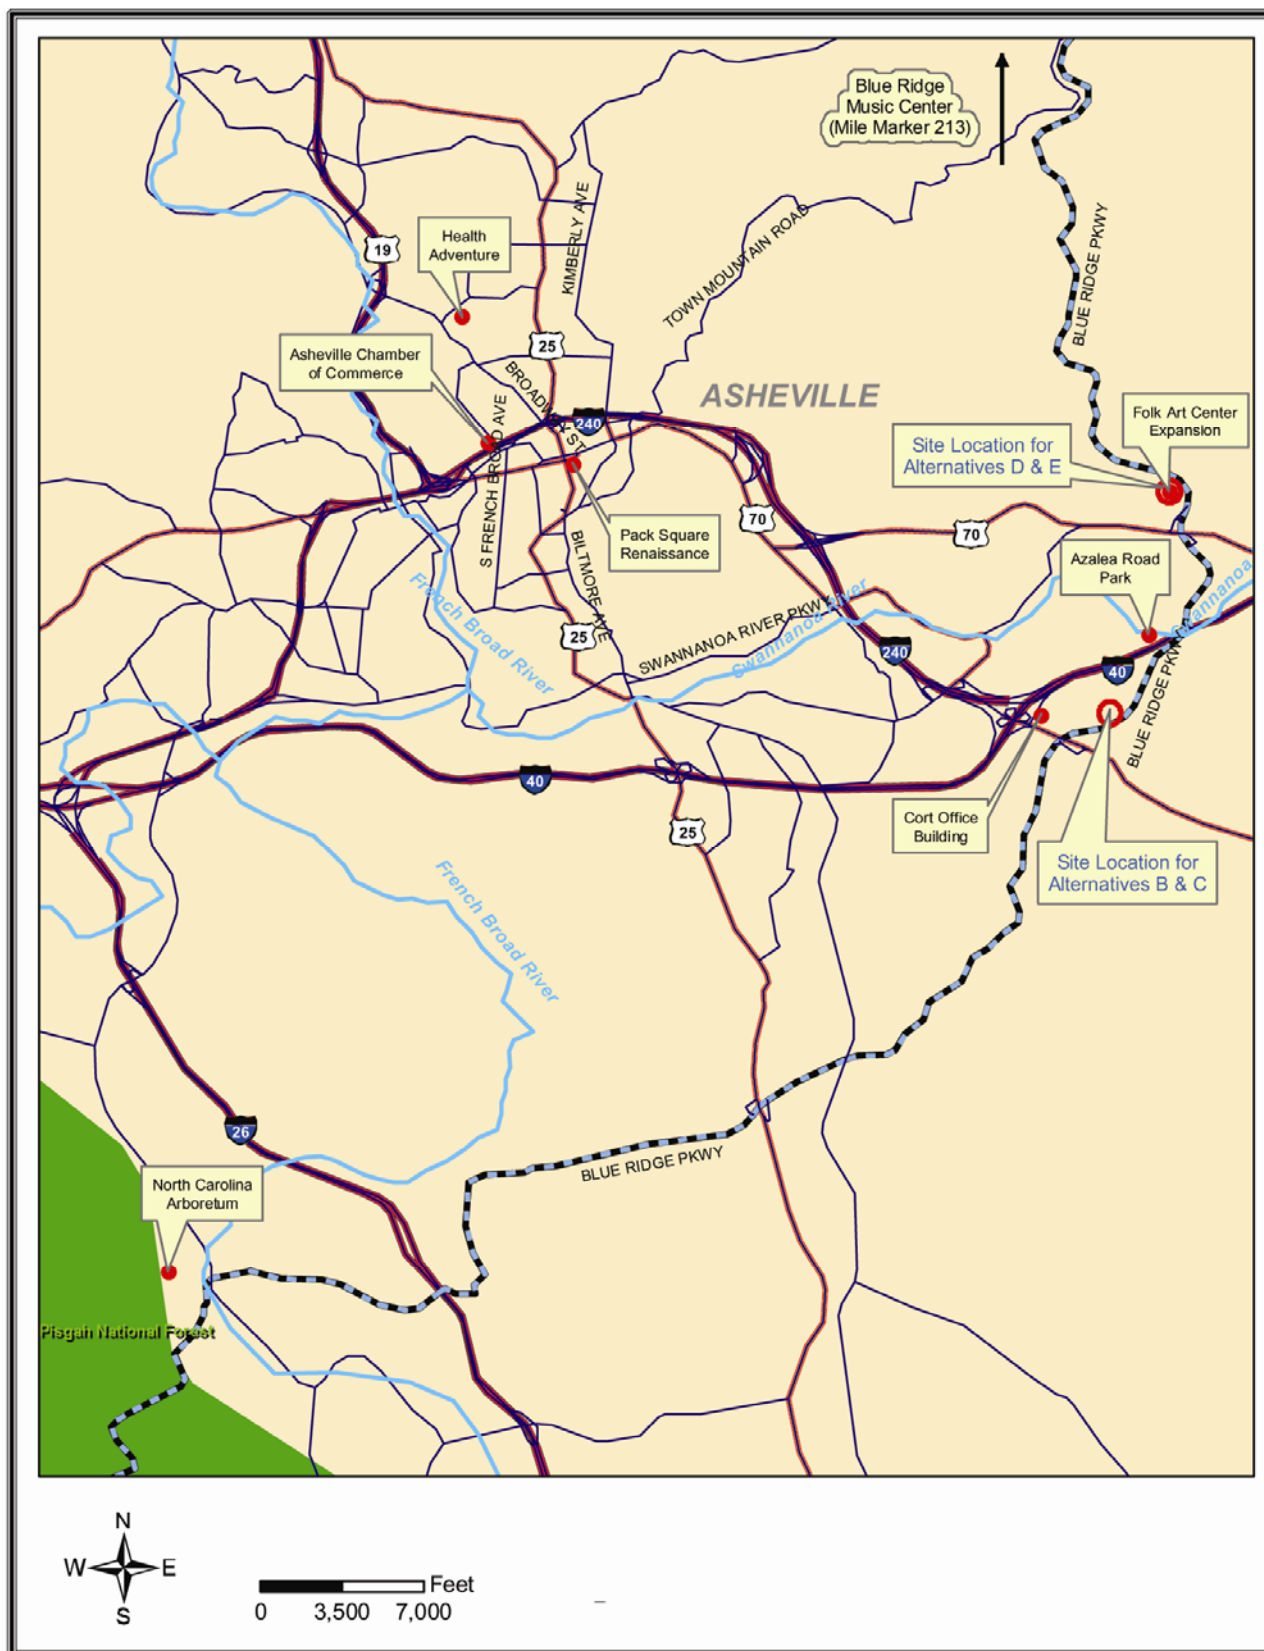 Blue Ridge
Music Center
(Mile Marker 213)
KIMBERLY AVE
TOWN MOUNTAIN ROAD
BLUE RIDGE PKWY
19
Health
Adventure
25
Asheville Chamber
of Commerce
BROADWAY ST
S FRENCH BROAD AVE
240
ASHEVILLE
Folk Art Center
Expansion
Site Location for
Alternatives D & E
70
70
Pack Square
Renaissance
Azalea Road
Park
BILTMORE AVE
French Broad River
25
SWANNANOA RIVER PKWY
Swannanoa River
Swannanoa
240
40
BLUE RIDGE PKWY
40
25
Cort Office
Building
Site Location for
Alternatives B & C
French Broad River
26
BLUE RIDGE PKWY
North Carolina
Arboretum
Pisgah National Forest
N
W E
S
Feet
0 3,500 7,000